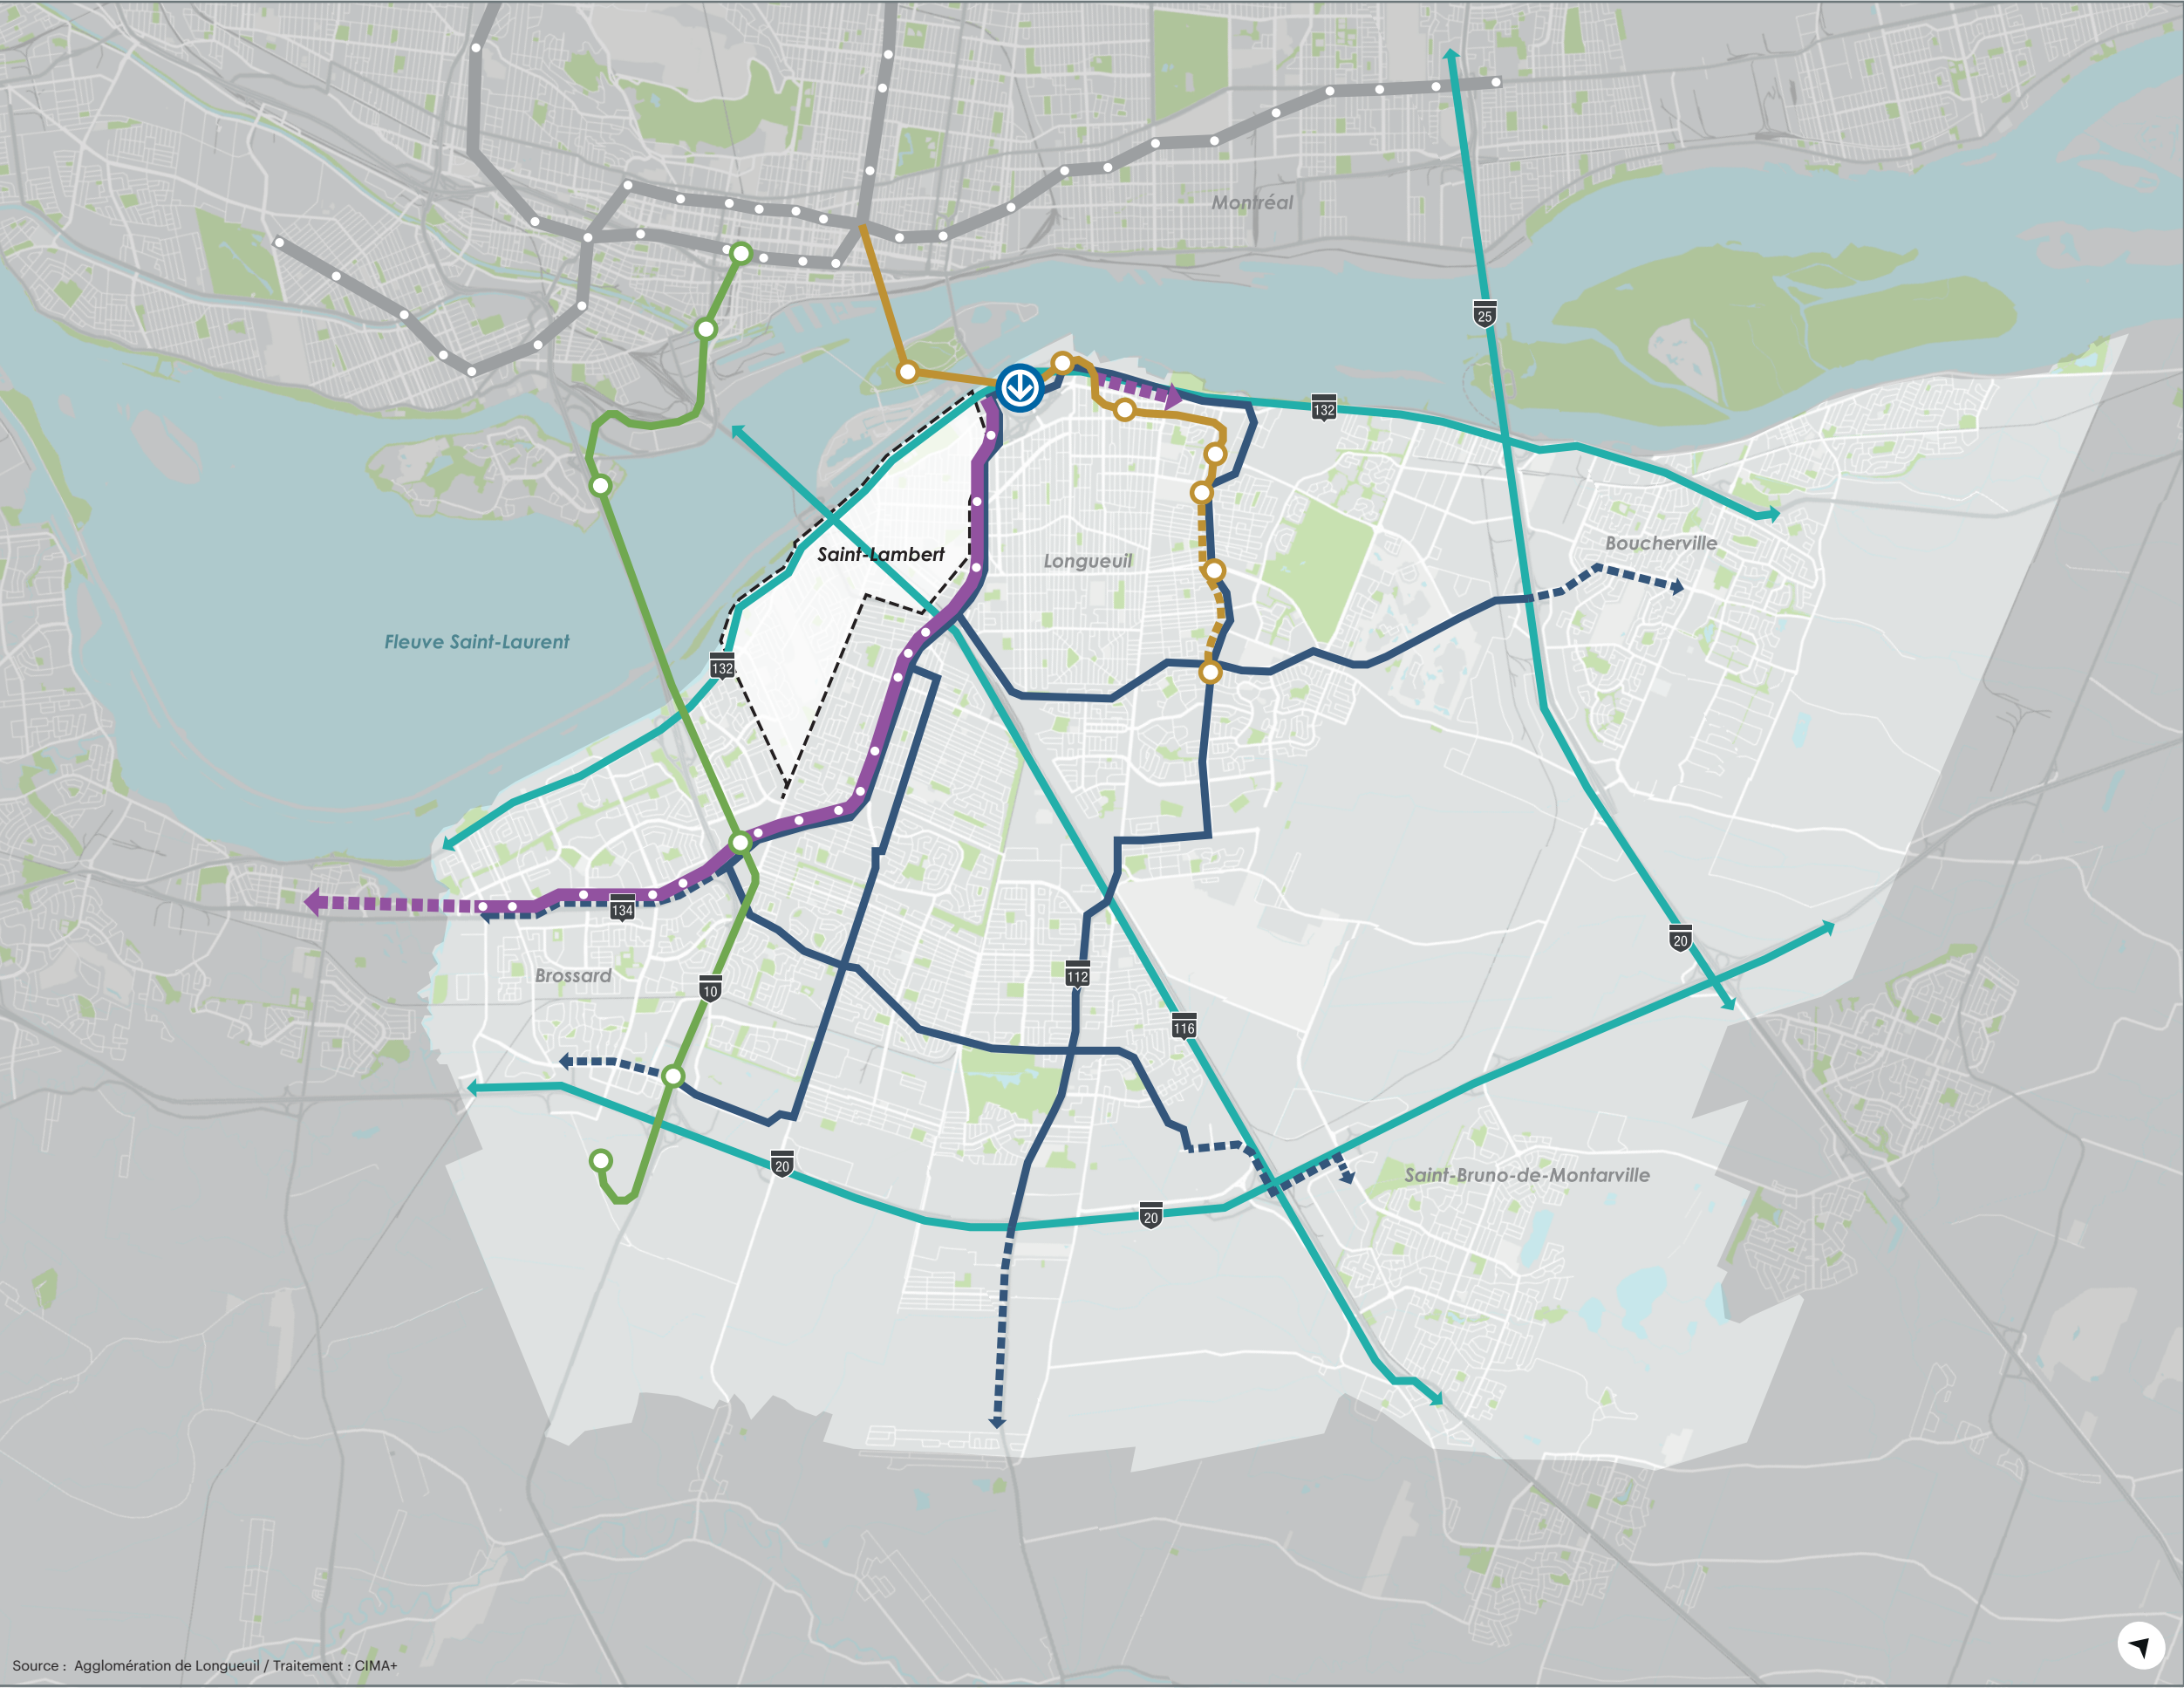 Montréal
25
132
Saint-Lambert
Longueuil
Boucherville
Fleuve Saint-Laurent
132
134
20
Brossard
10
112
116
20
Saint-Bruno-de-Montarville
20
Source : Agglomération de Longueuil / Traitement : CIMA+